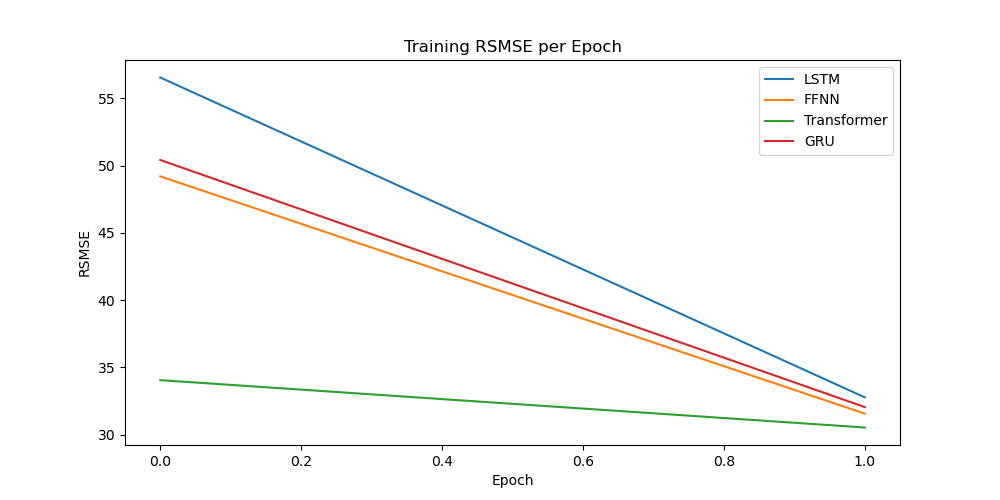 Training RSMSE per Epoch
RSMSE
55
50
45
40
35
30
LSTM
FFNN
Transformer
GRU
0.0 0.2 0.4 0.6 0.8 1.0
Epoch